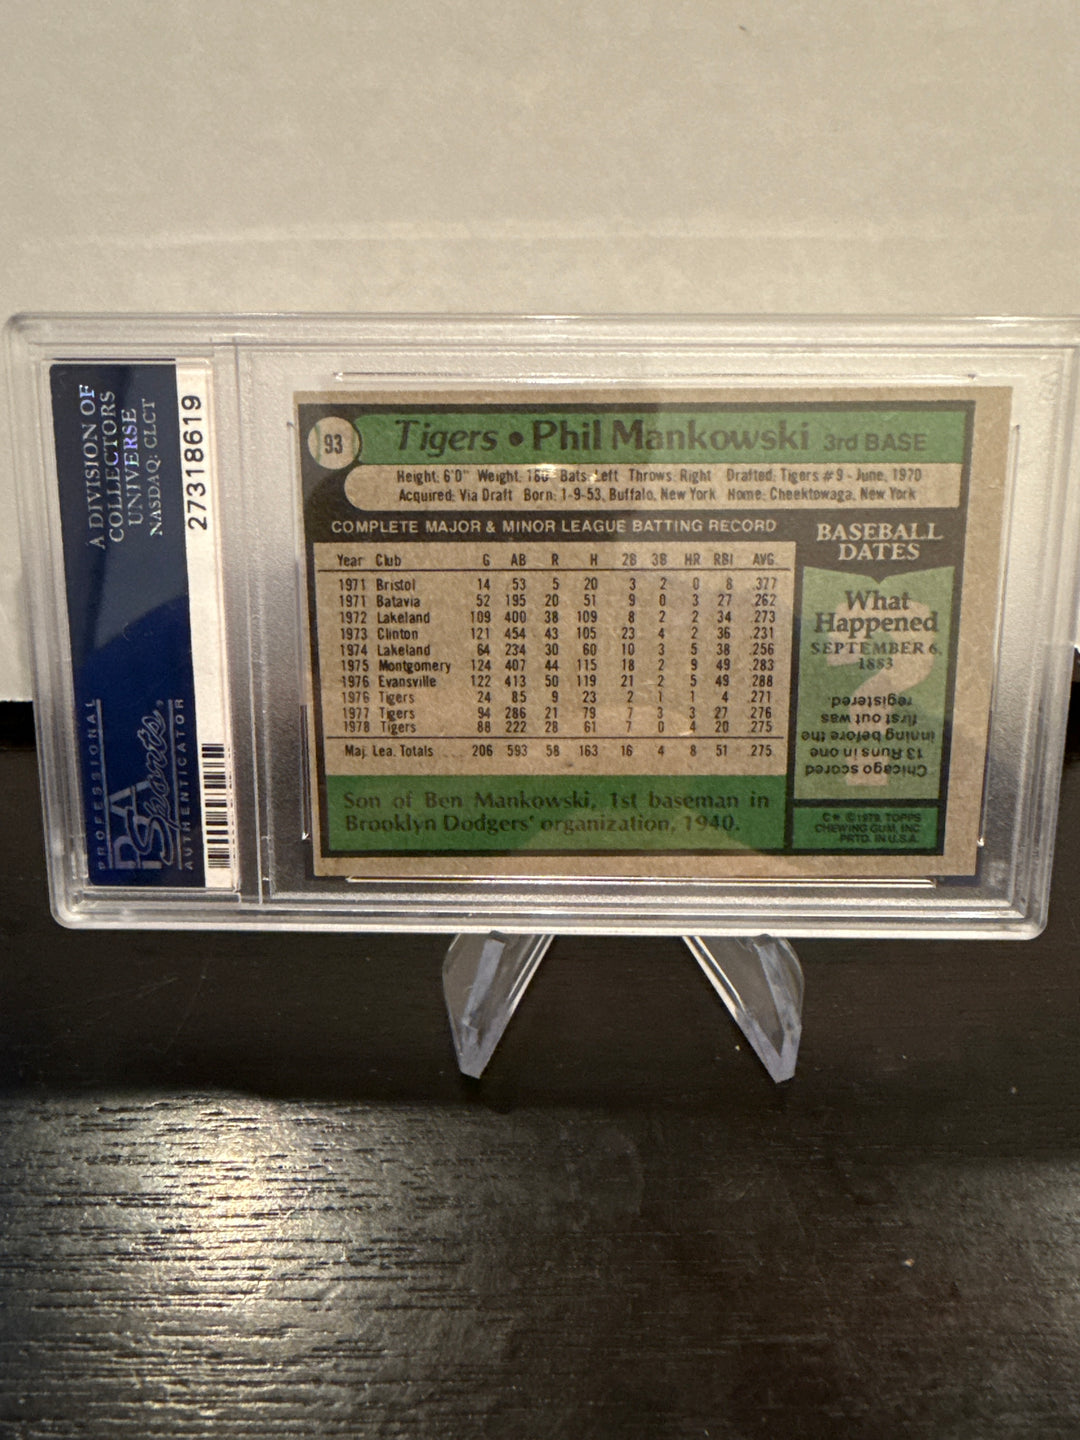 A DIVISION OF
COLLECTORS
UNIVERSE
NASDAQ: CLCT
27318619
PROFESSIONAL
PSA
Sports
AUTHENTICATOR
93
Tigers • Phil Mankowski 3rd BASE
Height: 6'0" Weight: 180 Bats: Left Throws: Right Drafted: Tigers #9 - June, 1970
Acquired: Via Draft Born: 1-9-53, Buffalo, New York Home: Cheektowaga, New York
COMPLETE MAJOR & MINOR LEAGUE BATTING RECORD
Year Club G AB R H 2B 3B HR RBI AVG.
1971 Bristol 14 53 5 20 3 2 0 8 .377
1971 Batavia 52 195 20 51 9 0 3 27 .262
1972 Lakeland 109 400 38 109 8 2 2 34 .273
1973 Clinton 121 454 43 105 23 4 2 36 .231
1974 Lakeland 64 234 30 60 10 3 5 38 .256
1975 Montgomery 124 407 44 115 18 2 9 49 .283
1976 Evansville 122 413 50 119 21 2 5 49 .288
1976 Tigers 24 85 9 23 2 1 1 4 .271
1977 Tigers 94 286 21 79 7 3 3 27 .276
1978 Tigers 88 222 28 61 7 0 4 20 .275
Maj. Lea. Totals 206 593 58 163 16 4 8 51 .275
Son of Ben Mankowski, 1st baseman in
Brooklyn Dodgers' organization, 1940.
BASEBALL
DATES
What
Happened
SEPTEMBER 6,
1883
?
Chicago scored
13 Runs in one
inning before the
first out was
registered.
C* © 1979 TOPPS
CHEWING GUM, INC.
PRTD. IN U.S.A.